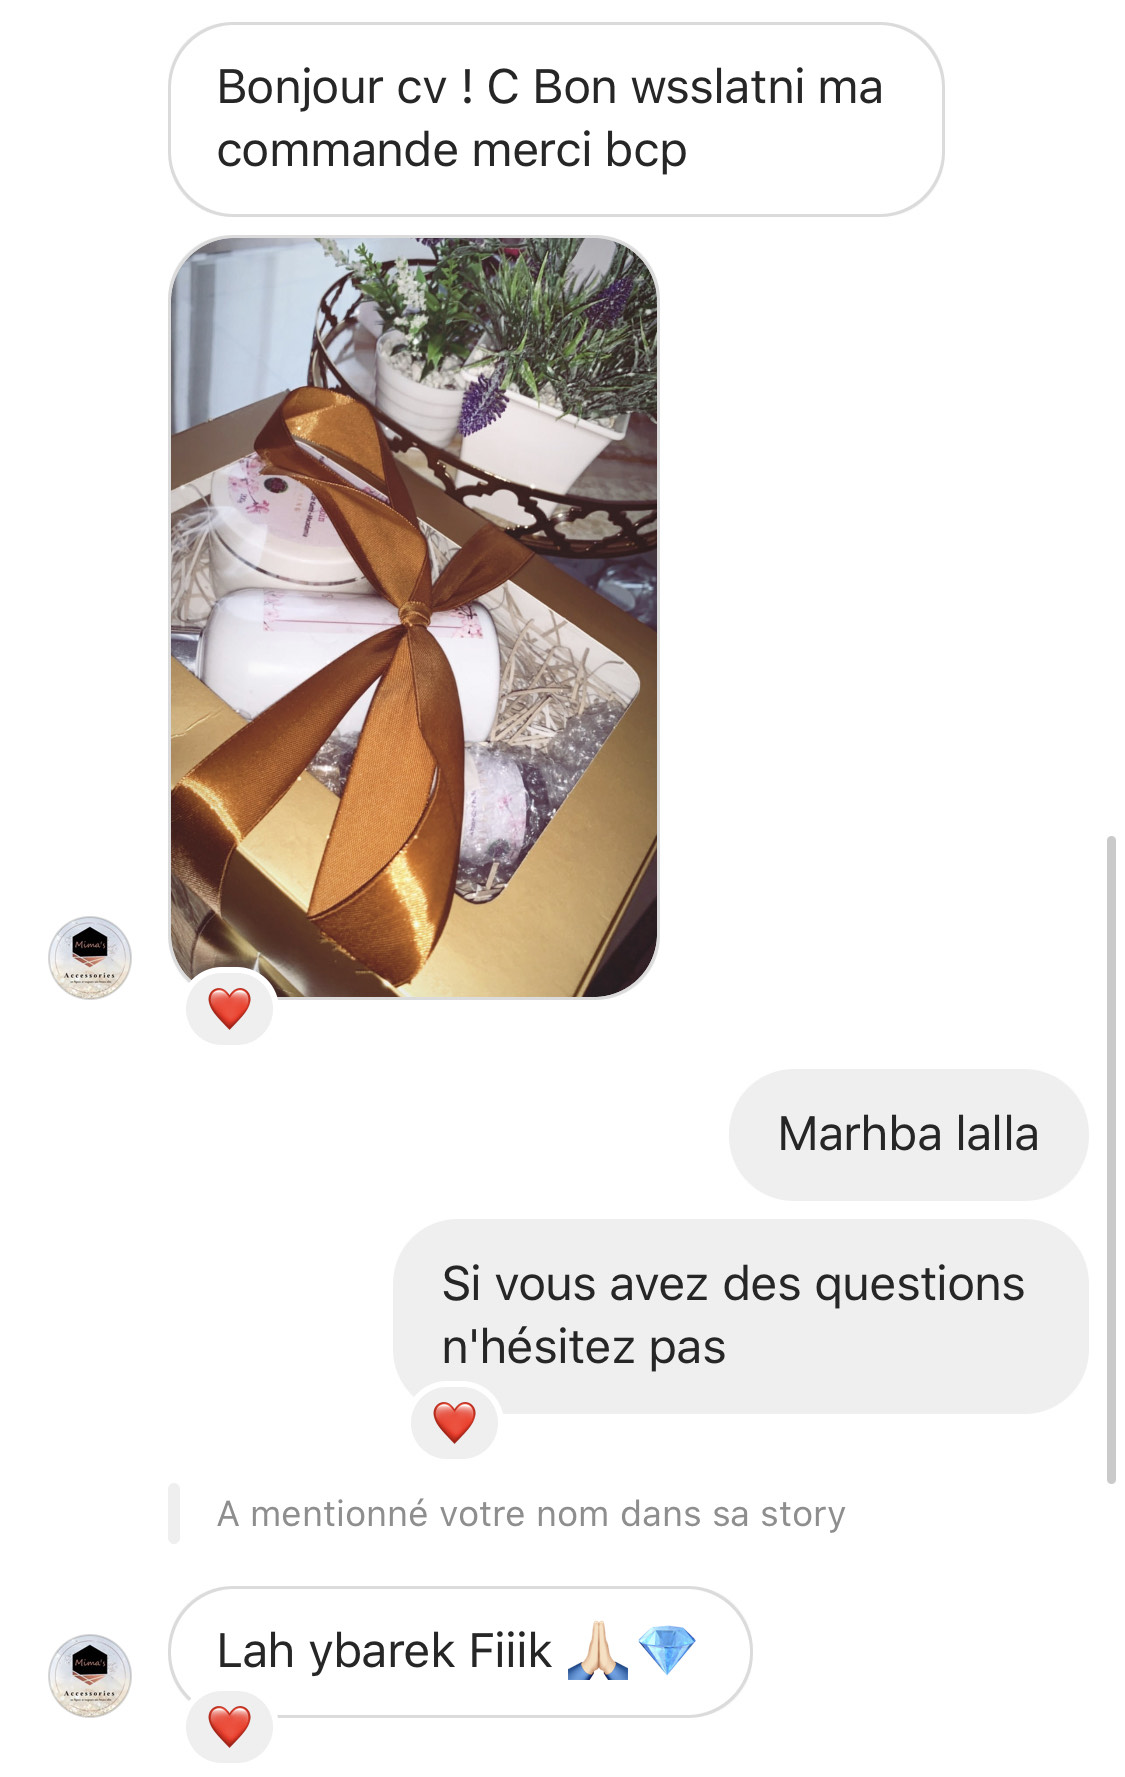 Bonjour cv ! C Bon wsslatni ma
commande merci bcp
Mima's
Accessories
❤️
Marhba lalla
Si vous avez des questions
n'hésitez pas
❤️
A mentionné votre nom dans sa story
Lah ybarek Fiiik 🙏🏻💎
Mima's
Accessories
❤️